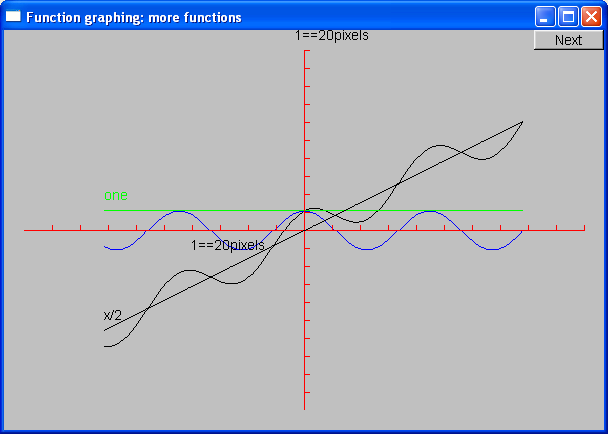 Function graphing: more functions
1==20pixels
Next
one
1==20pixels
x/2